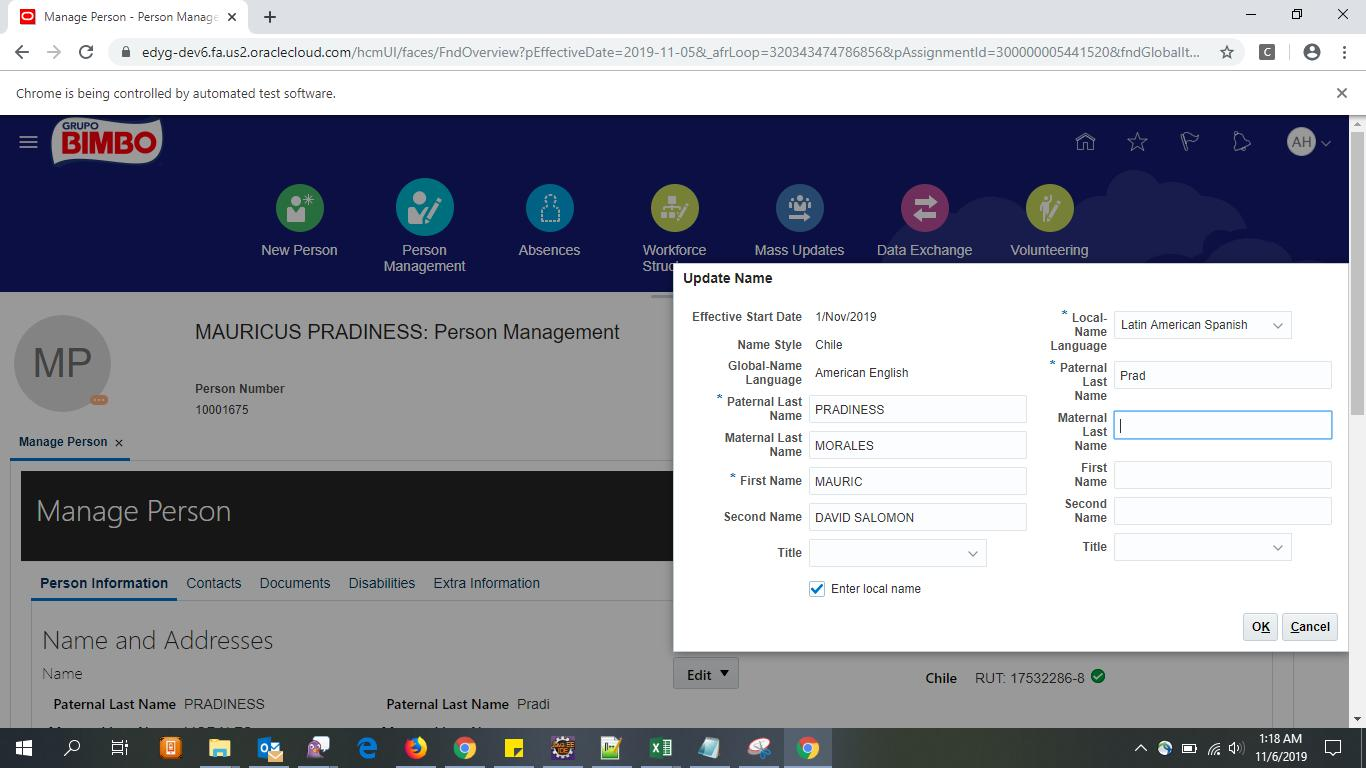 Manage Person - Person Manage
edyg-dev6.fa.us2.oraclecloud.com/hcmUI/faces/FndOverview?pEffectiveDate=2019-11-05&_afrLoop=320343474786856&pAssignmentId=300000005441520&fndGlobalIt...
Chrome is being controlled by automated test software.
GRUPO
BIMBO
AH
New Person
Person
Management
Absences
Workforce
Struc
Mass Updates
Data Exchange
Volunteering
MP
MAURICUS PRADINESS: Person Management
Person Number
10001675
Manage Person
Manage Person
Person Information Contacts Documents Disabilities Extra Information
Name and Addresses
Name
Edit
Chile RUT: 17532286-8
Paternal Last Name PRADINESS
Paternal Last Name Pradi
Update Name
Effective Start Date 1/Nov/2019
Name Style Chile
Global-Name
Language
American English
* Paternal Last
Name
PRADINESS
Maternal Last
Name
MORALES
* First Name MAURIC
Second Name DAVID SALOMON
Title
Enter local name
* Local-
Name
Language
Latin American Spanish
* Paternal
Last
Name
Prad
Maternal
Last
Name
First
Name
Second
Name
Title
OK Cancel
1:18 AM
11/6/2019